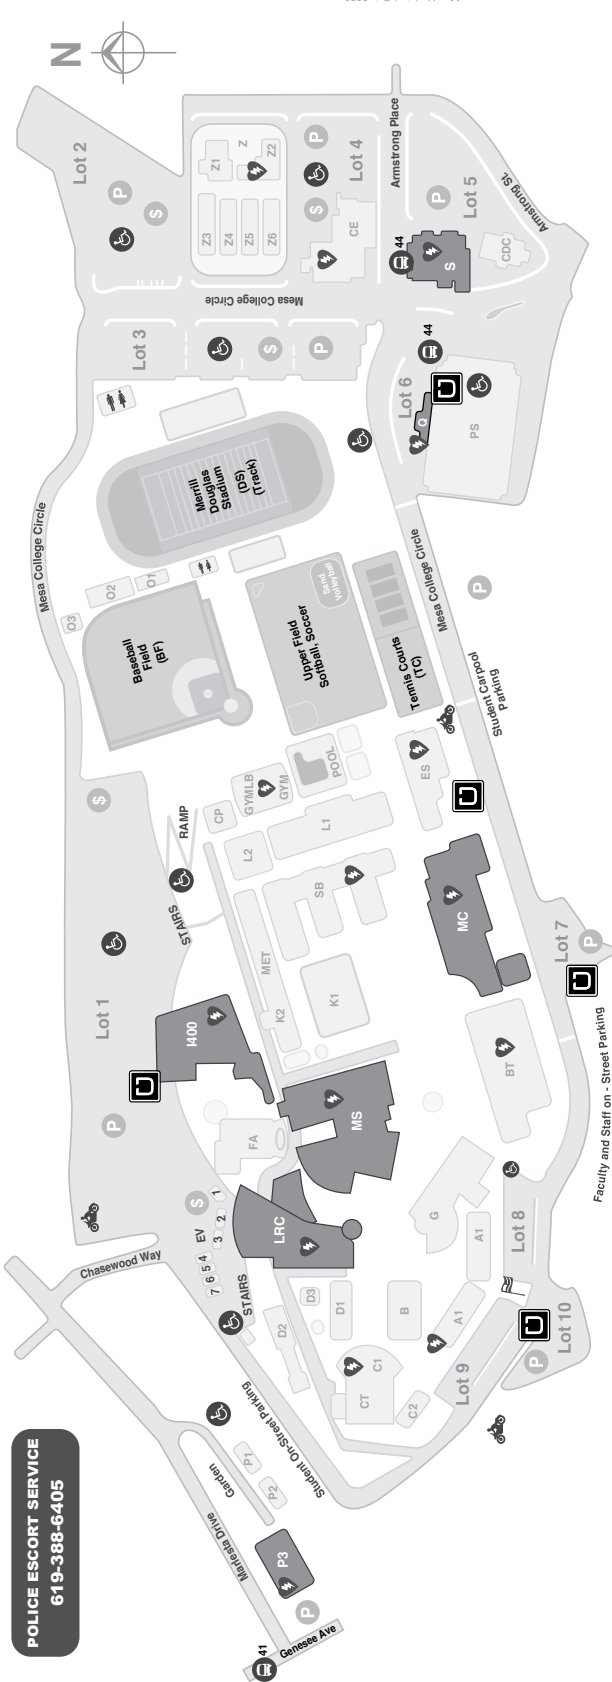 N
Lot 2
P
$
Z1
Z
Z2
Z3
Z4
Z5
Z6
P
$
Lot 4
CE
Armstrong Place
P
Lot 5
Armstrong St.
44
S
CDC
Mesa College Circle
Lot 3
$
P
44
Lot 6
Q
PS
Merrill
Douglas
Stadium
(DS)
(Track)
Mesa College Circle
O3
O2
O1
Baseball
Field
(BF)
Sand
Volleyball
Upper Field
Softball, Soccer
Tennis Courts
(TC)
Mesa College Circle
P
Student Carpool
Parking
$
RAMP
STAIRS
CP
GYMLB
GYM
POOL
ES
L2
L1
SB
MET
K2
K1
MC
Lot 7
P
Lot 1
P
I400
MS
BT
Faculty and Staff on - Street Parking
FA
LRC
G
A1
Lot 8
$
EV
1
2
3
4
5
6
7
Chasewood Way
STAIRS
D3
D1
D2
B
A1
C1
CT
C2
Lot 9
Lot 10
P
Student On-Street Parking
Garden
P1
P2
Marlesta Drive
P3
P
Genesee Ave
41
POLICE ESCORT SERVICE
619-388-6405